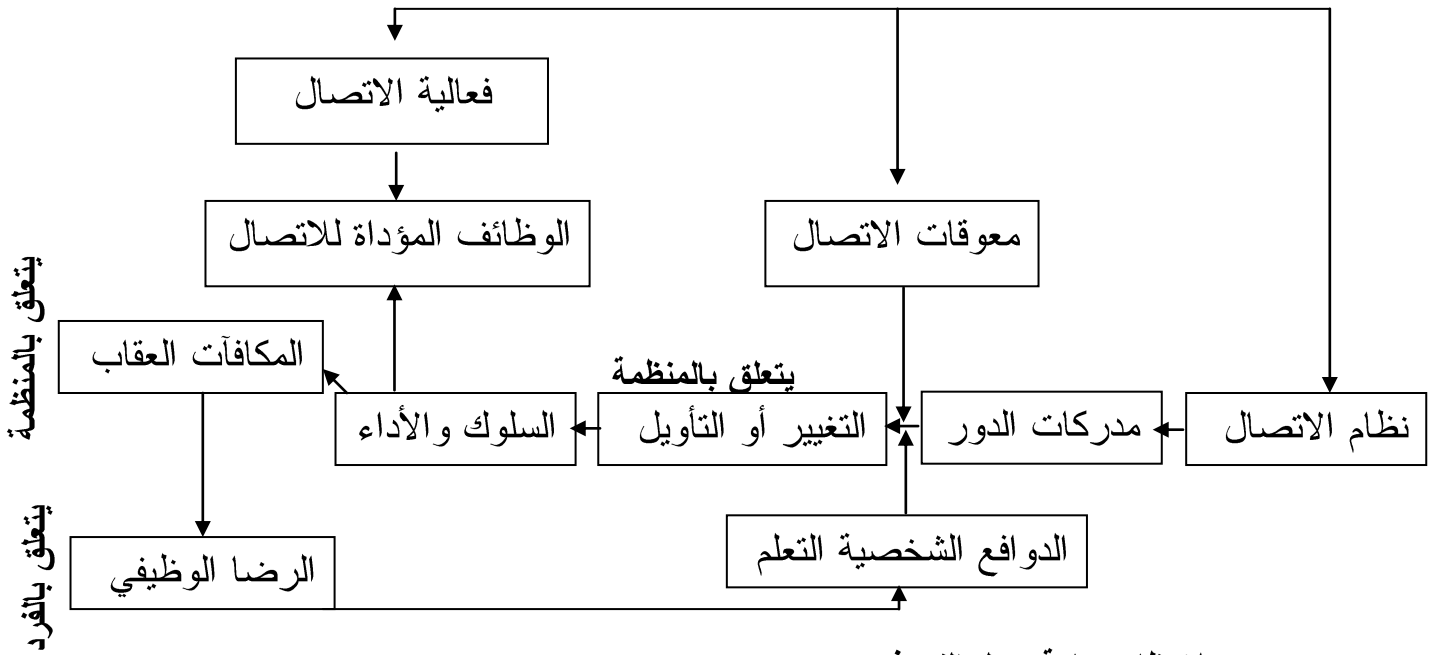 فعالية الاتصال
الوظائف المؤداة للاتصال
معوقات الاتصال
يتعلق بالمنظمة
المكافآت العقاب
يتعلق بالمنظمة
نظام الاتصال
مدركات الدور
التغيير أو التأويل
السلوك والأداء
الدوافع الشخصية التعلم
الرضا الوظيفي
يتعلق بالفرد